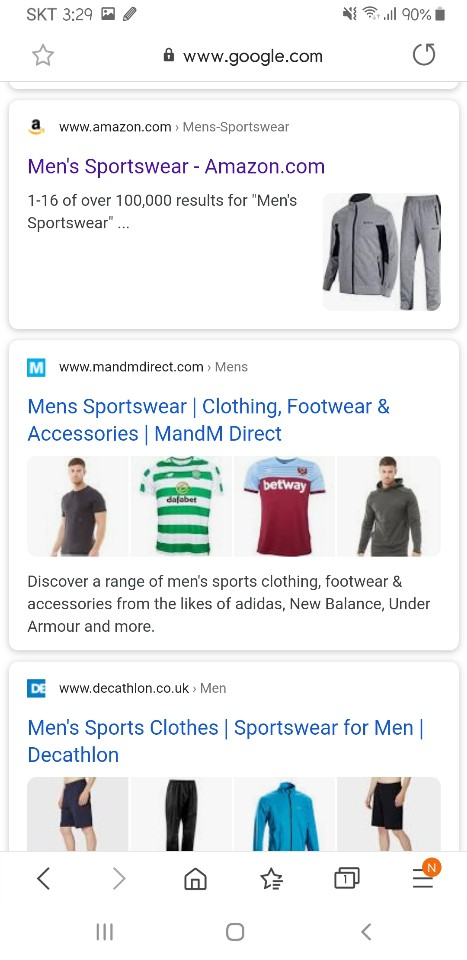 SKT 3:29
90%
www.google.com
a
www.amazon.com › Mens-Sportswear
Men's Sportswear - Amazon.com
1-16 of over 100,000 results for "Men's
Sportswear" ...
M
www.mandmdirect.com › Mens
Mens Sportswear | Clothing, Footwear &
Accessories | MandM Direct
dafabet
betway
Discover a range of men's sports clothing, footwear &
accessories from the likes of adidas, New Balance, Under
Armour and more.
DE
www.decathlon.co.uk › Men
Men's Sports Clothes | Sportswear for Men |
Decathlon
1
N